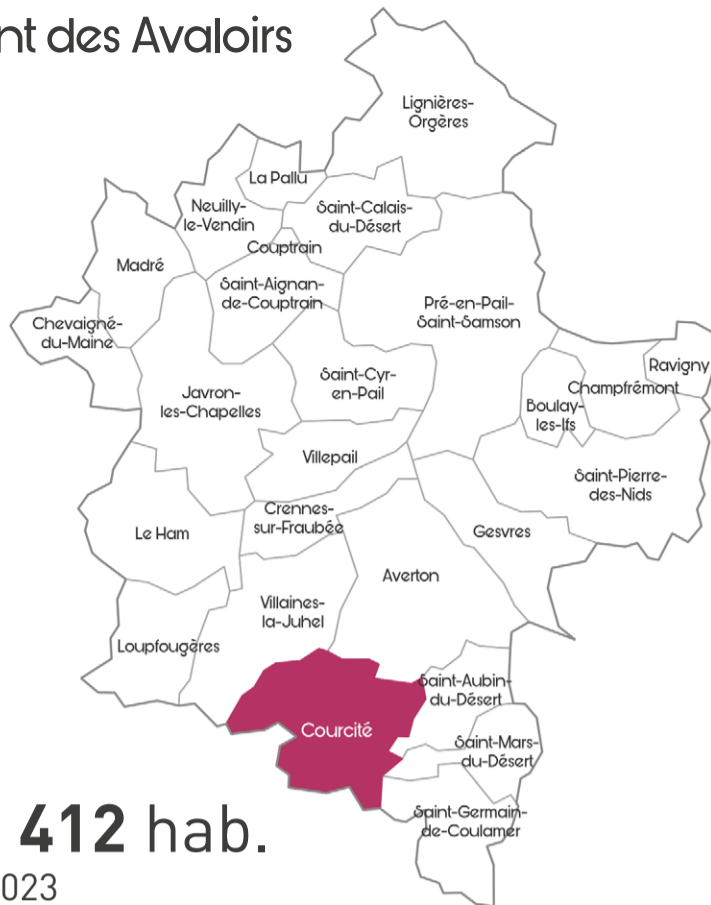 nt des Avaloirs
Lignières-
Orgères
La Pallu
Neuilly-
le-Vendin
Saint-Calais-
du-Désert
Couptrain
Madré
Saint-Aignan-
de-Couptrain
Pré-en-Pail-
Saint-Samson
Chevaigné-
du-Maine
Ravigny
Champfrémont
Saint-Cyr-
en-Pail
Javron-
les-Chapelles
Boulay-
les-Ifs
Villepail
Saint-Pierre-
des-Nids
Crennes-
sur-Fraubée
Le Ham
Gesvres
Averton
Villaines-
la-Juhel
Loupfougères
Saint-Aubin-
du-Désert
Courcité
Saint-Mars-
du-Désert
Saint-Germain-
de-Coulamer
412 hab.
023